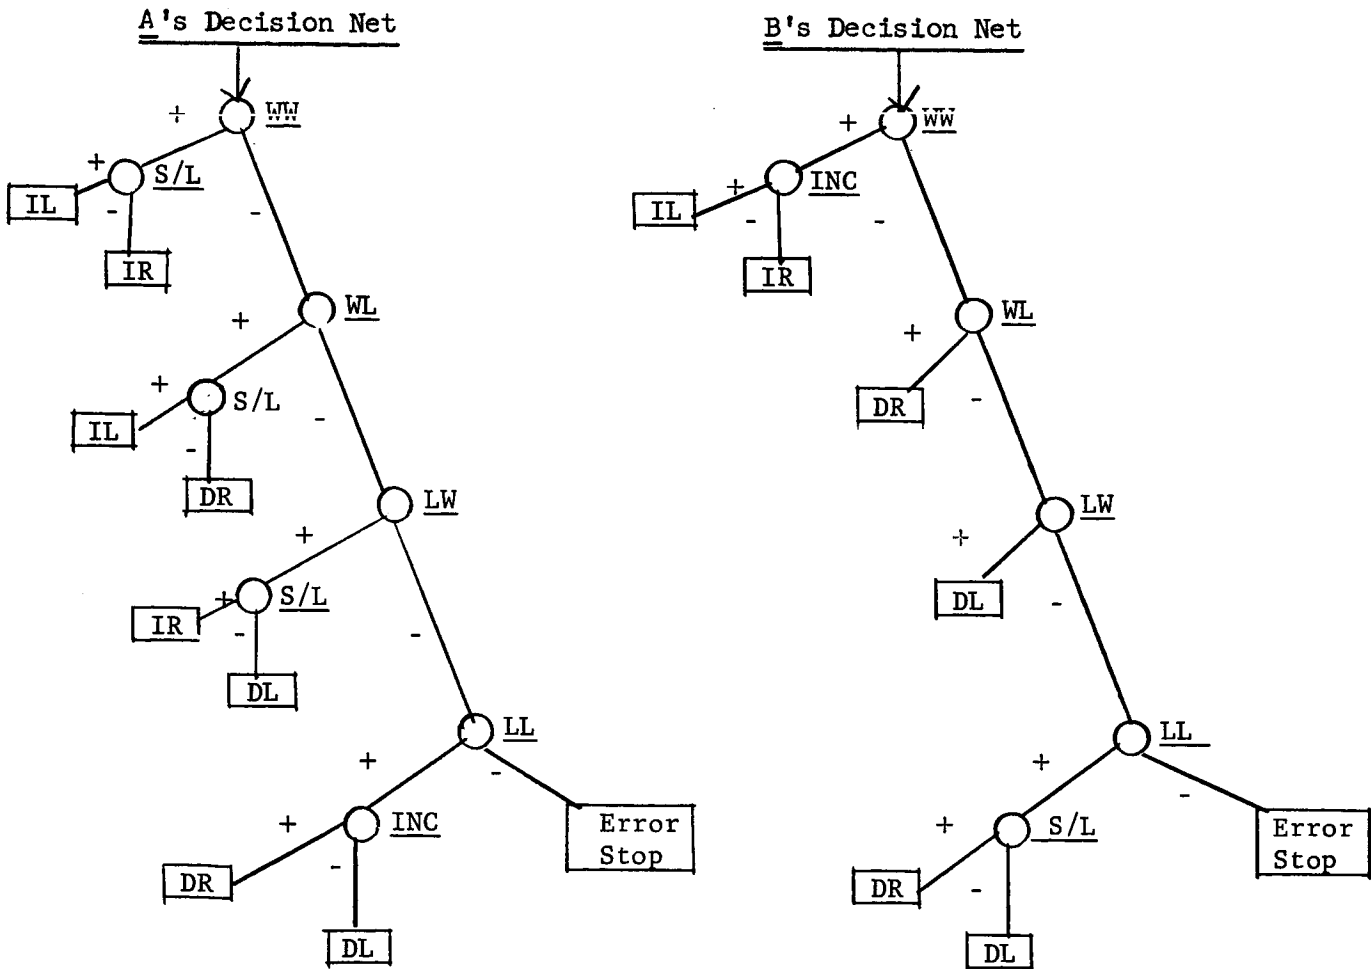 A's Decision Net
+ WW
+ S/L
IL - -
IR
+ WL
+ S/L
IL - -
DR
+ LW
+ S/L
IR - -
DL
+ LL
-
+ INC Error
Stop
DR -
DL
B's Decision Net
+ WW
+ INC
IL - -
IR
+ WL
DR -
+ LW
DL -
+ LL
-
+ S/L Error
Stop
DR -
DL